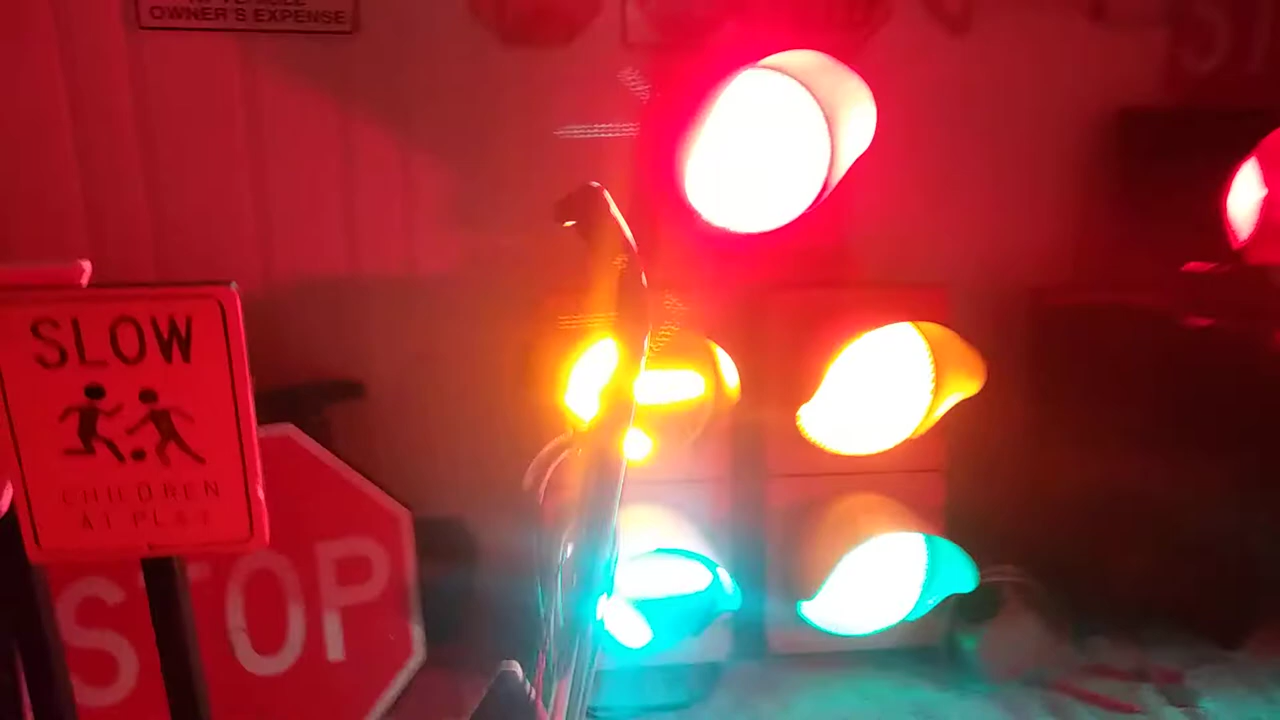 OWNER'S EXPENSE
SLOW
CHILDREN
AT PLAY
STOP